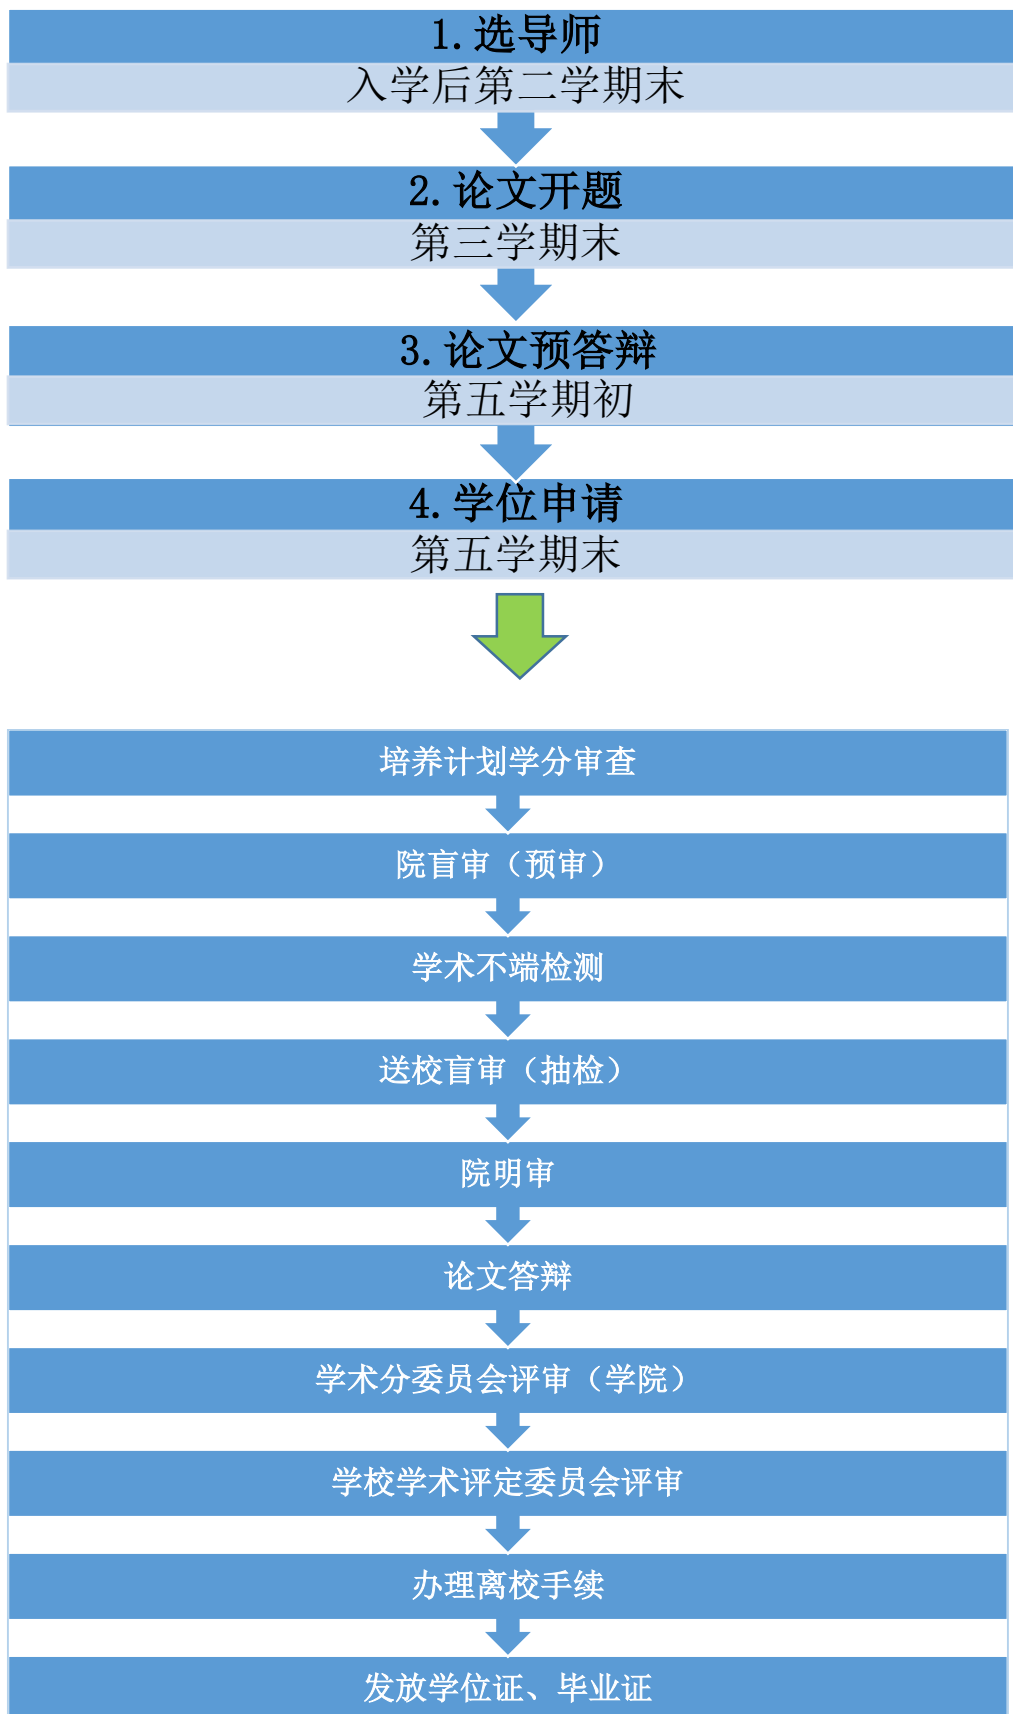 1.选导师
入学后第二学期末
2.论文开题
第三学期末
3.论文预答辩
第五学期初
4.学位申请
第五学期末
培养计划学分审查
院盲审（预审）
学术不端检测
送校盲审（抽检）
院明审
论文答辩
学术分委员会评审（学院）
学校学术评定委员会评审
办理离校手续
发放学位证、毕业证